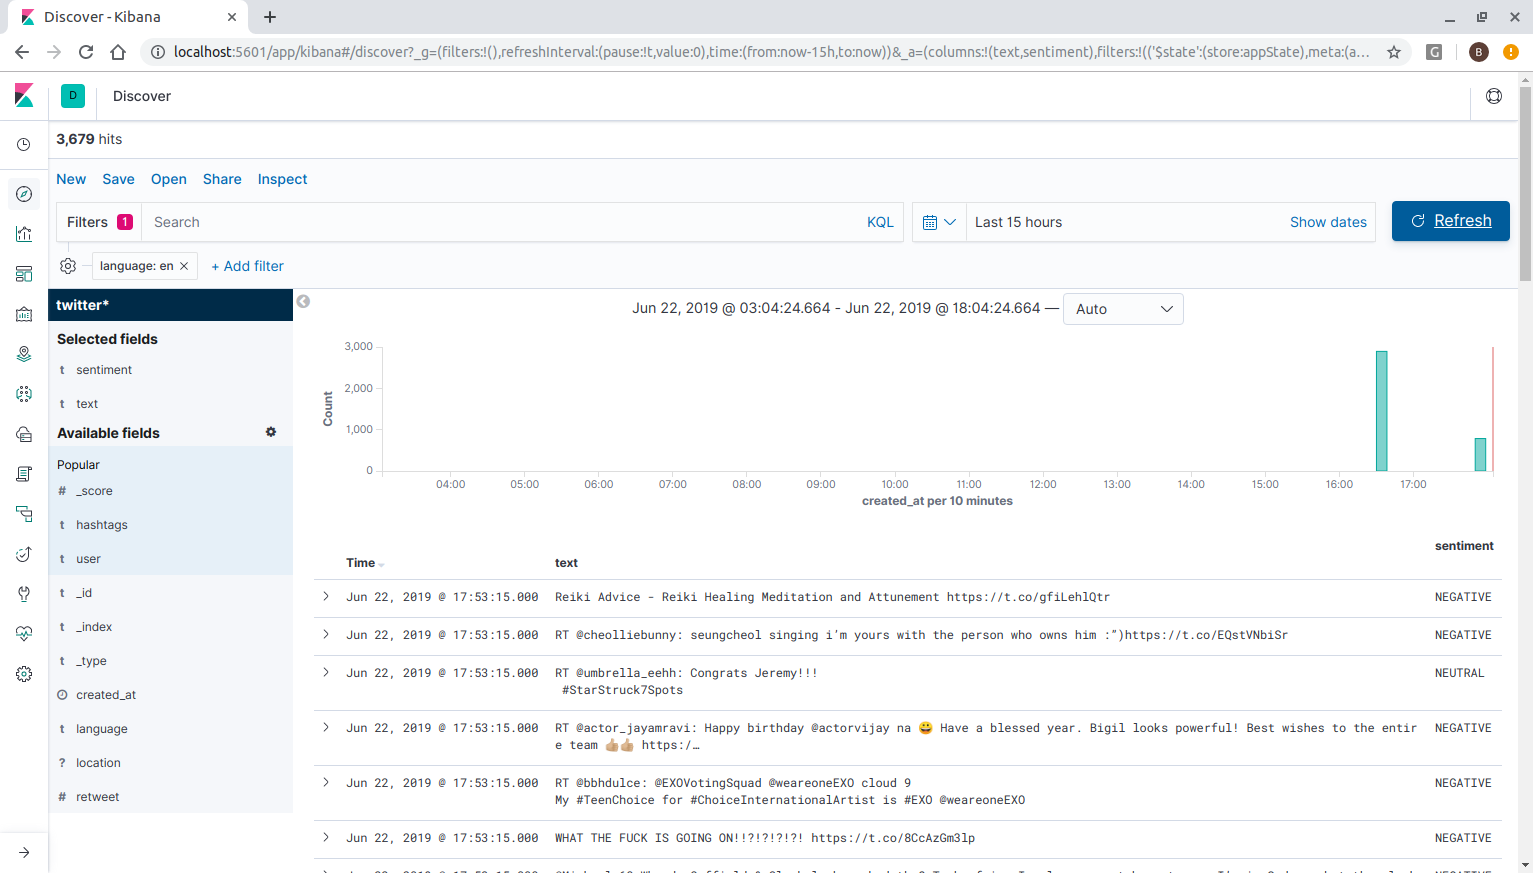 Discover - Kibana
localhost:5601/app/kibana#/discover?_g=(filters:!(),refreshInterval:(pause:!t,value:0),time:(from:now-15h,to:now))&_a=(columns:!(text,sentiment),filters:!(('$state':(store:appState),meta:(a...
G
B
D
Discover
3,679 hits
New Save Open Share Inspect
Filters 1 Search KQL
Last 15 hours Show dates
Refresh
language: en × + Add filter
twitter*
Selected fields
t sentiment
t text
Available fields
Popular
# _score
t hashtags
t user
t _id
t _index
t _type
created_at
t language
? location
# retweet
Jun 22, 2019 @ 03:04:24.664 - Jun 22, 2019 @ 18:04:24.664 — Auto
3,000
2,000
1,000
0
Count
04:00 05:00 06:00 07:00 08:00 09:00 10:00 11:00 12:00 13:00 14:00 15:00 16:00 17:00
created_at per 10 minutes
Time text sentiment
Jun 22, 2019 @ 17:53:15.000 Reiki Advice - Reiki Healing Meditation and Attunement https://t.co/gfiLehlQtr NEGATIVE
Jun 22, 2019 @ 17:53:15.000 RT @cheolliebunny: seungcheol singing i'm yours with the person who owns him :")https://t.co/EQstVNbiSr NEGATIVE
Jun 22, 2019 @ 17:53:15.000 RT @umbrella_eehh: Congrats Jeremy!!! NEUTRAL
#StarStruck7Spots
Jun 22, 2019 @ 17:53:15.000 RT @actor_jayamravi: Happy birthday @actorvijay na 😀 Have a blessed year. Bigil looks powerful! Best wishes to the entir NEGATIVE
e team 👍🏼👍🏼 https:/…
Jun 22, 2019 @ 17:53:15.000 RT @bbhdulce: @EXOVotingSquad @weareoneEXO cloud 9 NEGATIVE
My #TeenChoice for #ChoiceInternationalArtist is #EXO @weareoneEXO
Jun 22, 2019 @ 17:53:15.000 WHAT THE FUCK IS GOING ON!!?!?!?!?! https://t.co/8CcAzGm3lp NEGATIVE